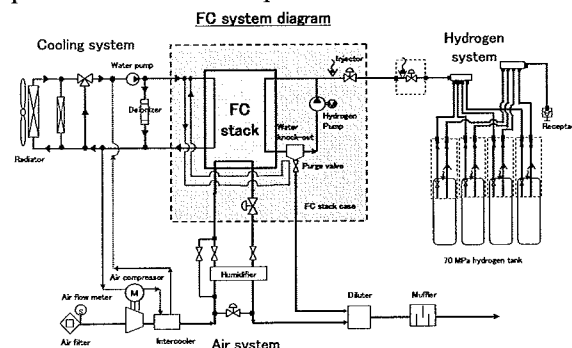 FC system diagram
Cooling system
Water pump
Deionizer
Radiator
Injector
Hydrogen
system
FC
stack
Hydrogen
Pump
Water
knock-out
Purge valve
FC stack case
70 MPa hydrogen tank
Air compressor
Air flow meter
M
Humidifier
Air filter
Intercooler
Air system
Diluter
Muffler